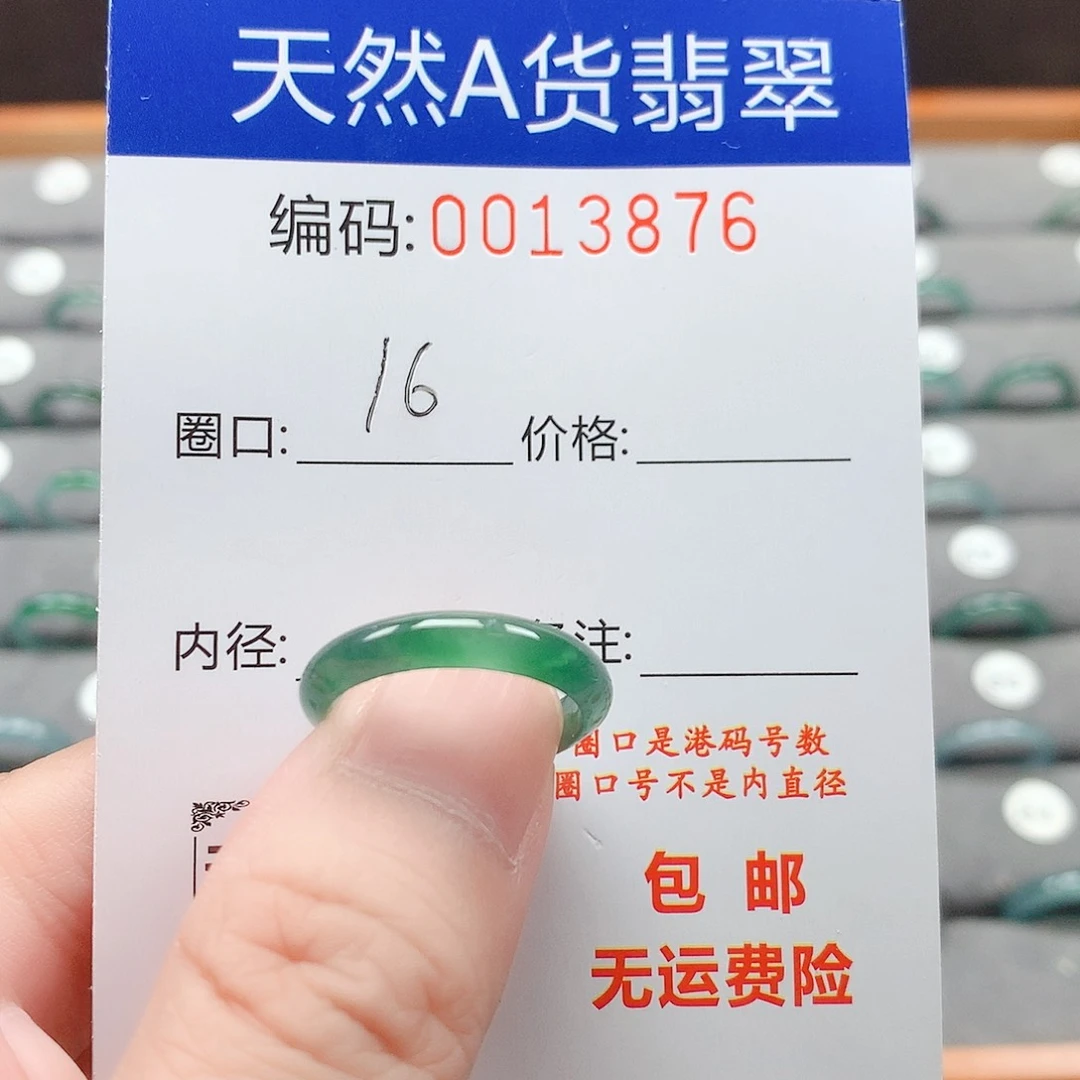 天然A货翡翠
编码:0013876
圈口: 16 价格:
内径: 注:
圈口是港码号数
圈口号不是内直径
包邮
无运费险